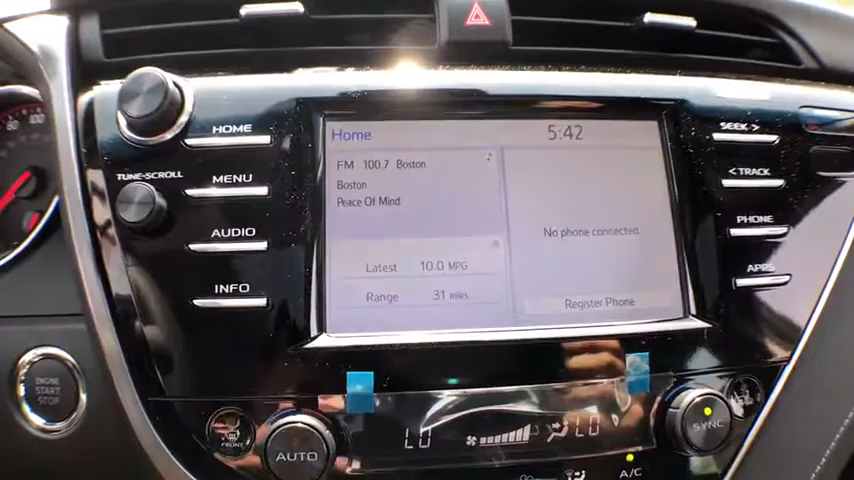 HOME
SEEK >
TUNE•SCROLL
MENU
< TRACK
AUDIO
PHONE
INFO
APPS
Home 5:42
FM 100.7 Boston
Boston
Peace Of Mind
No phone connected.
Latest 10.0 MPG
Range 31 miles
Register Phone
ENGINE
START
STOP
100
FRONT
AUTO
LO
LO
SYNC
A/C